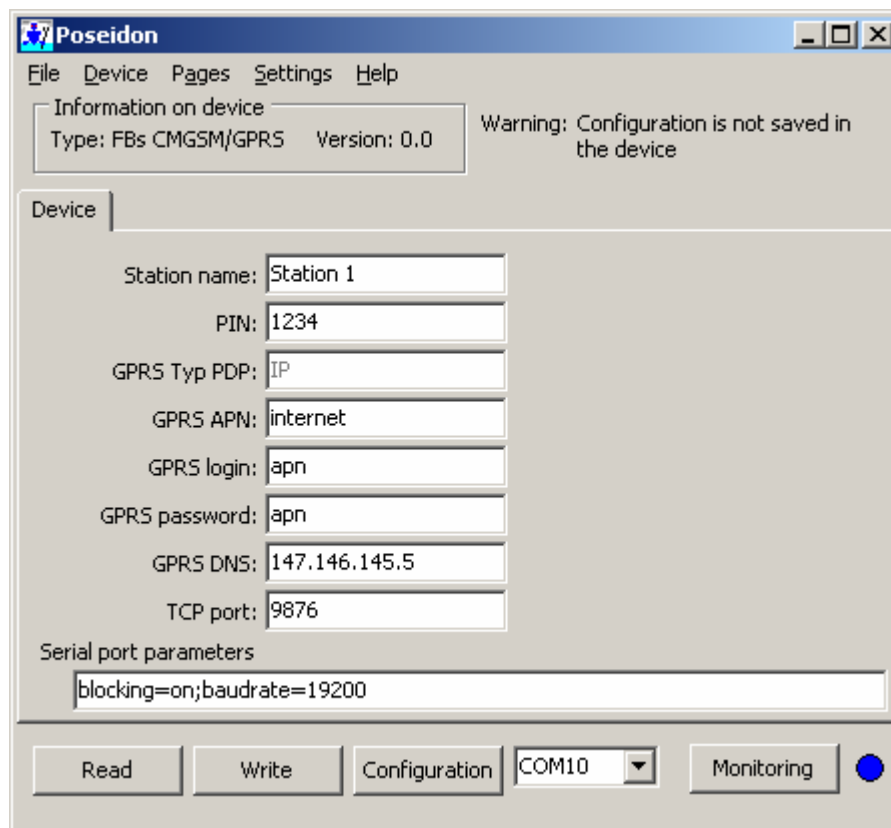 Poseidon
File Device Pages Settings Help
Information on device
Type: FBs CMGSM/GPRS Version: 0.0
Warning: Configuration is not saved in
the device
Device
Station name: Station 1
PIN: 1234
GPRS Typ PDP: IP
GPRS APN: internet
GPRS login: apn
GPRS password: apn
GPRS DNS: 147.146.145.5
TCP port: 9876
Serial port parameters
blocking=on;baudrate=19200
Read Write Configuration COM10 Monitoring